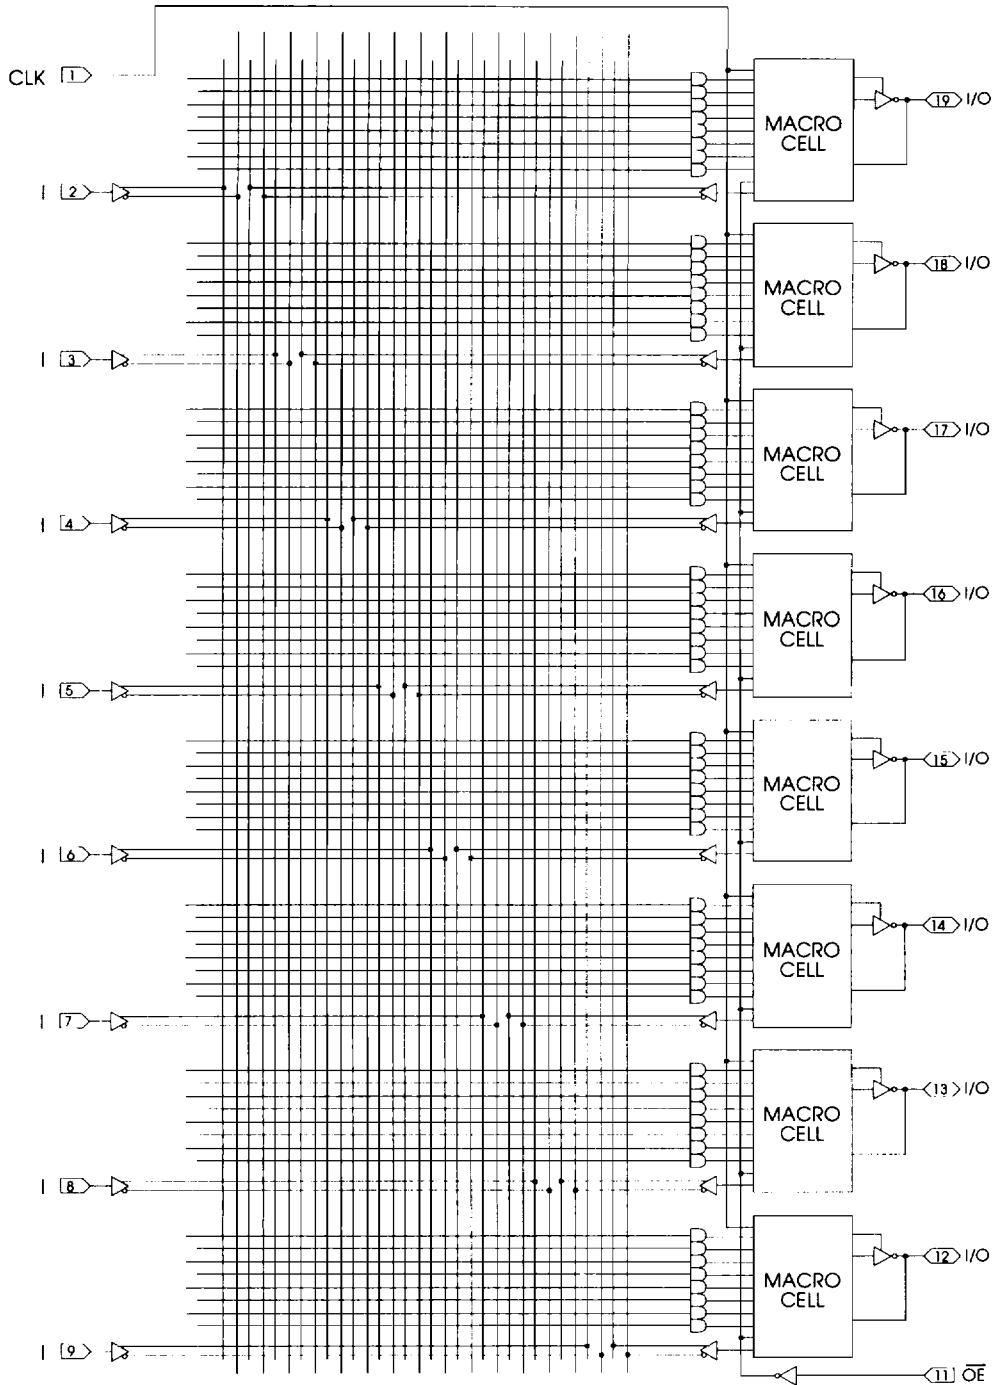 CLK 1
19 I/O
MACRO
CELL
I 2
18 I/O
MACRO
CELL
I 3
17 I/O
MACRO
CELL
I 4
16 I/O
MACRO
CELL
I 5
15 I/O
MACRO
CELL
I 6
14 I/O
MACRO
CELL
I 7
13 I/O
MACRO
CELL
I 8
12 I/O
MACRO
CELL
I 9
11 O̅E̅